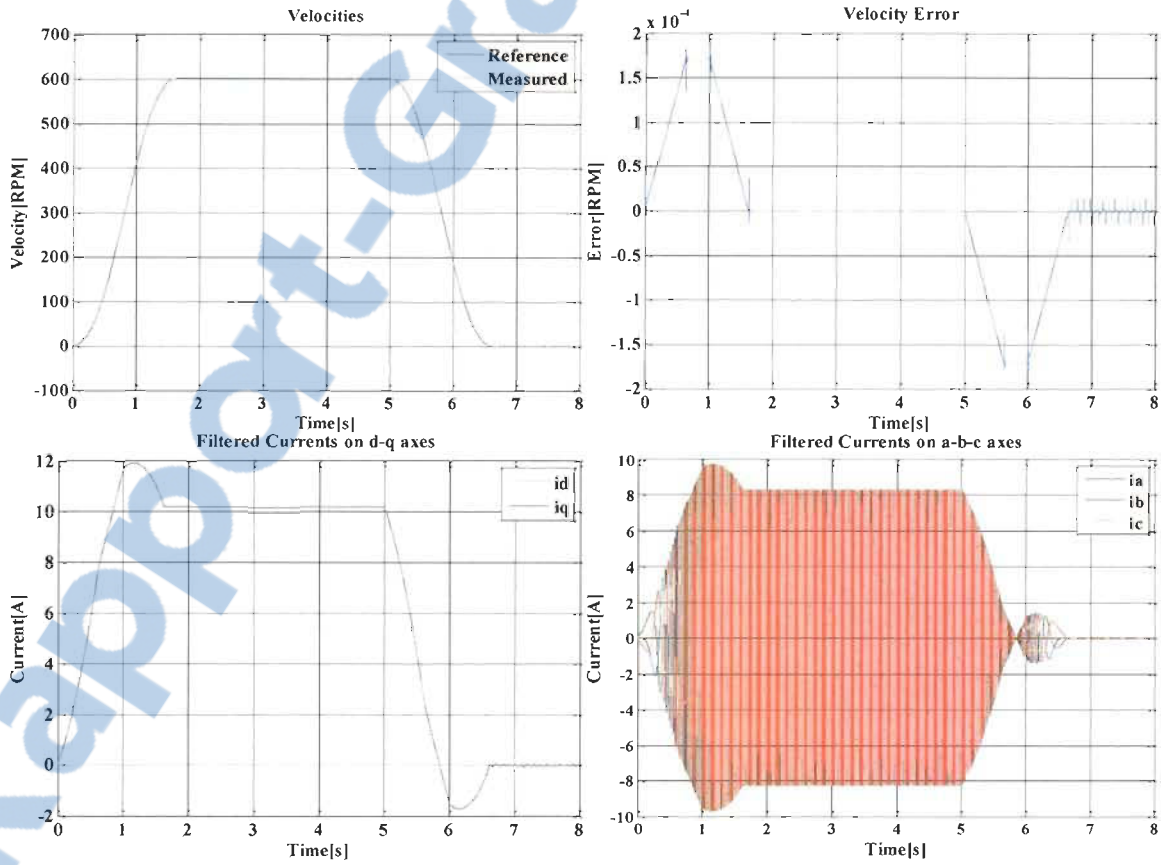 Velocities
700
600
500
400
300
200
100
0
-100
Velocity[RPM]
Reference
Measured
0 1 2 3 4 5 6 7 8
Time[s]
Velocity Error
x 10⁻⁴
2
1.5
1
0.5
0
-0.5
-1
-1.5
-2
Error[RPM]
0 1 2 3 4 5 6 7 8
Time[s]
Filtered Currents on d-q axes
12
10
8
6
4
2
0
-2
Current[A]
id
iq
0 1 2 3 4 5 6 7 8
Time[s]
Filtered Currents on a-b-c axes
10
8
6
4
2
0
-2
-4
-6
-8
-10
Current[A]
ia
ib
ic
0 1 2 3 4 5 6 7 8
Time[s]
apport-Gra